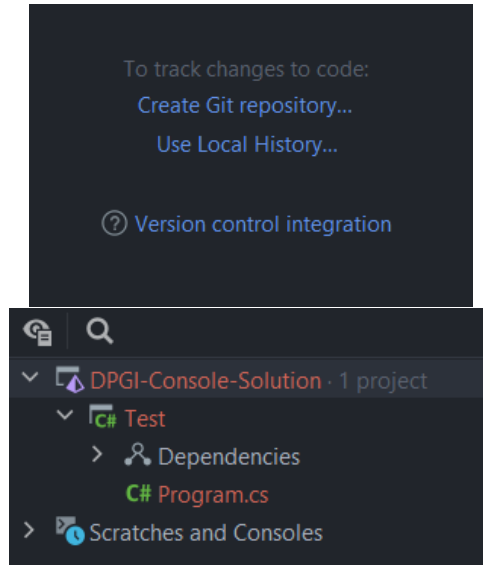 To track changes to code:
Create Git repository...
Use Local History...
? Version control integration
DPGI-Console-Solution · 1 project
C# Test
Dependencies
C# Program.cs
Scratches and Consoles